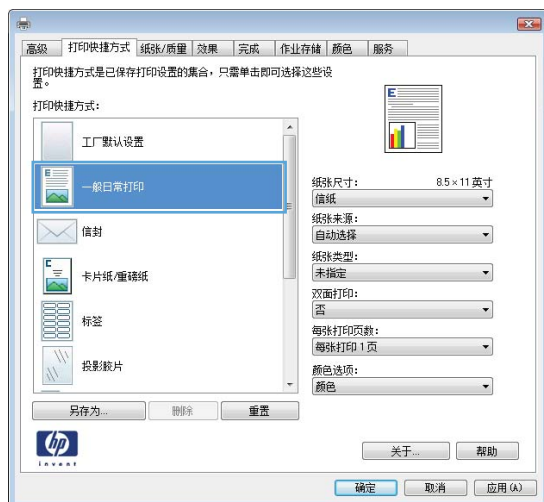 高级 打印快捷方式 纸张/质量 效果 完成 作业存储 颜色 服务
打印快捷方式是已保存打印设置的集合，只需单击即可选择这些设
置。
打印快捷方式：
工厂默认设置
一般日常打印
信封
卡片纸/重磅纸
标签
投影胶片
另存为... 删除 重置
E
纸张尺寸： 8.5×11 英寸
信纸
纸张来源：
自动选择
纸张类型：
未指定
双面打印：
否
每张打印页数：
每张打印 1 页
颜色选项：
颜色
hp
invent
关于... 帮助
确定 取消 应用(A)